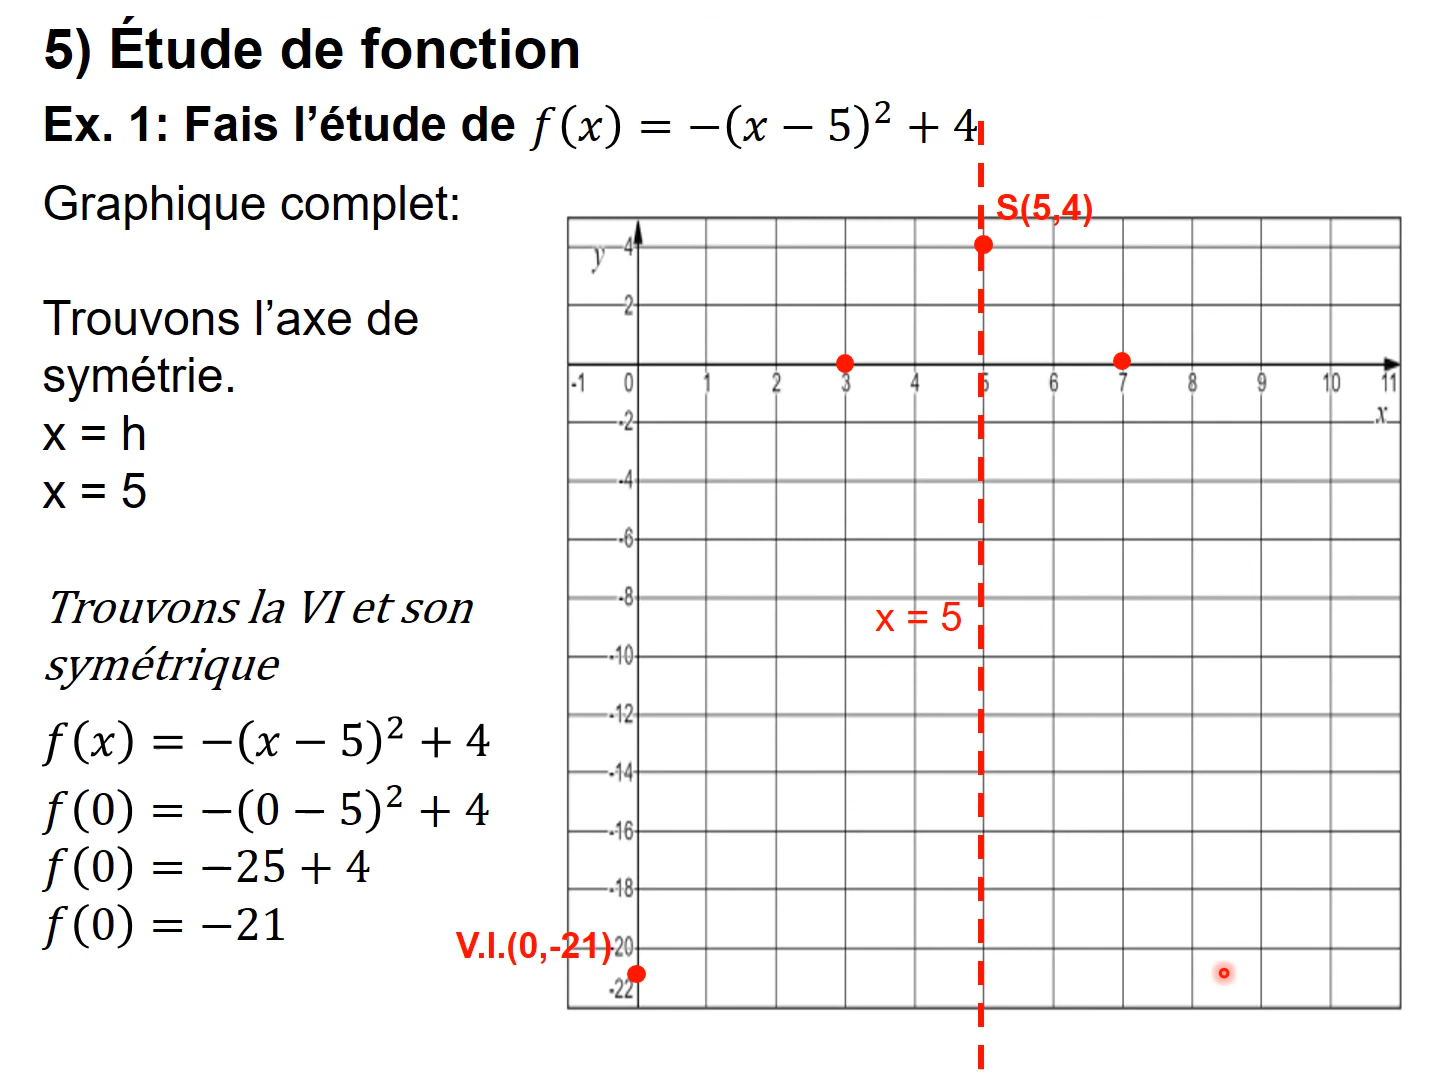 5) Étude de fonction
Ex. 1: Fais l’étude de f(x) = −(x − 5)² + 4
Graphique complet:
Trouvons l’axe de
symétrie.
x = h
x = 5
Trouvons la VI et son
symétrique
f(x) = −(x − 5)² + 4
f(0) = −(0 − 5)² + 4
f(0) = −25 + 4
f(0) = −21
S(5,4)
y
4
2
-1 0 1 2 3 4 5 6 7 8 9 10 11
x
-2
-4
-6
-8
x = 5
-10
-12
-14
-16
-18
V.I.(0,-21)
-20
-22